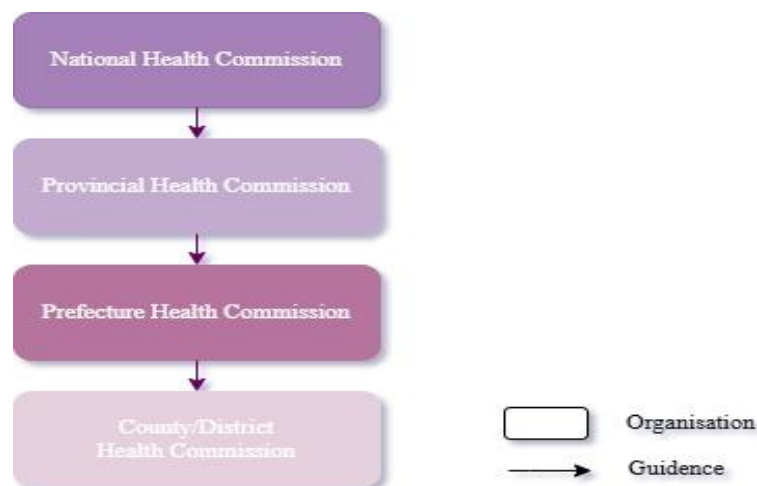 National Health Commission
Provincial Health Commission
Prefecture Health Commission
County/District
Health Commission
Organisation
Guidence